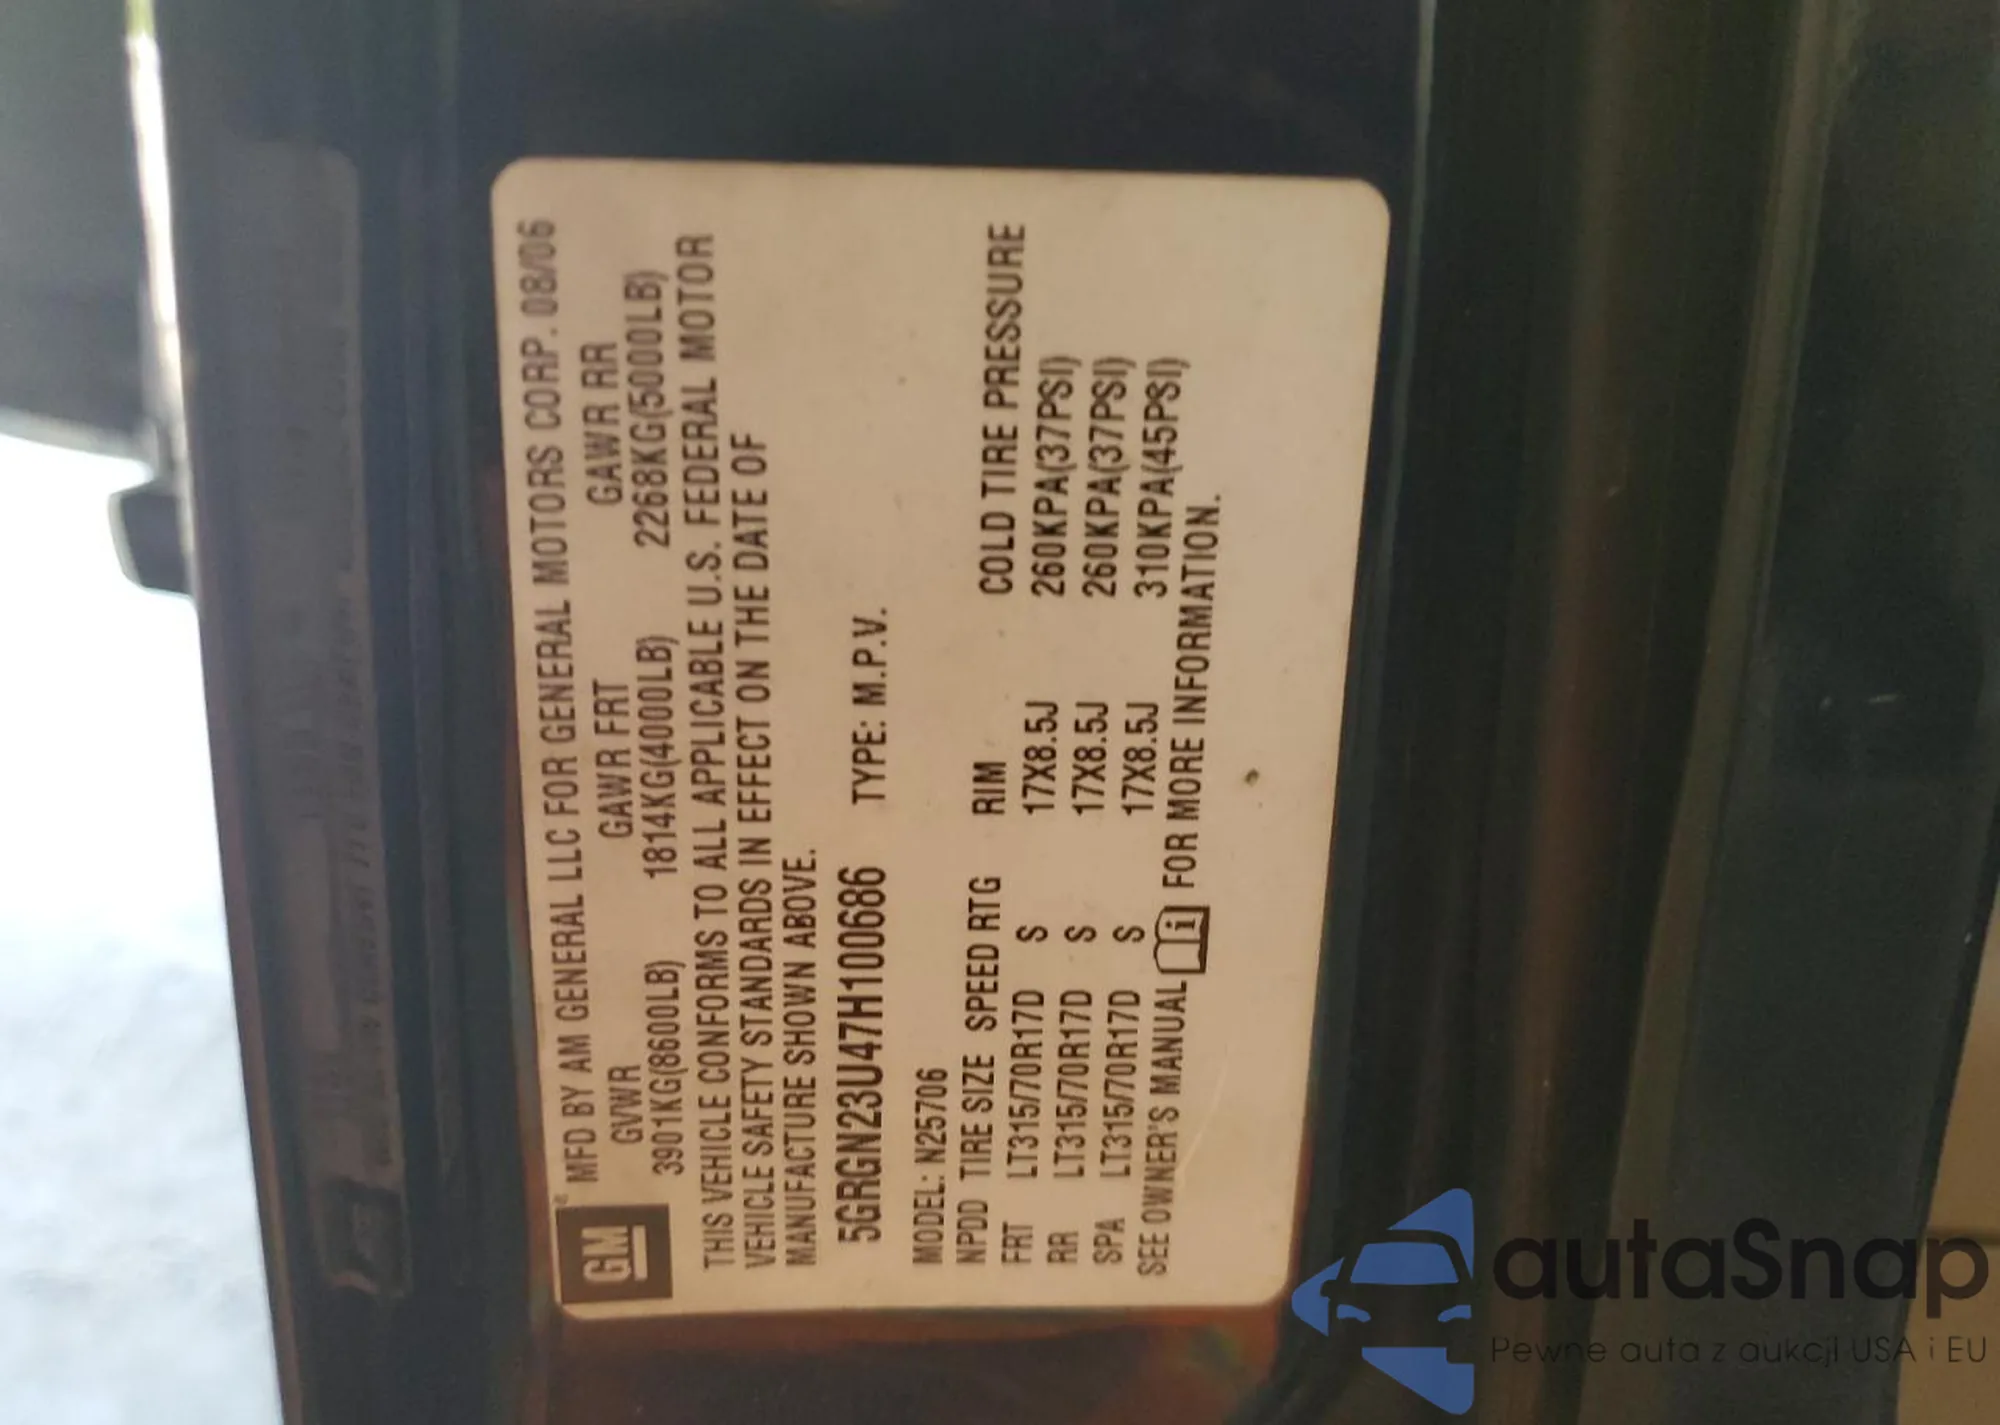 GM
MFD BY AM GENERAL LLC FOR GENERAL MOTORS CORP. 08/06
GVWR GAWR FRT GAWR RR
3901KG(8600LB) 1814KG(4000LB) 2268KG(5000LB)
THIS VEHICLE CONFORMS TO ALL APPLICABLE U.S. FEDERAL MOTOR
VEHICLE SAFETY STANDARDS IN EFFECT ON THE DATE OF
MANUFACTURE SHOWN ABOVE.
5GRGN23U47H100686 TYPE: M.P.V.
MODEL: N25706
NPDD TIRE SIZE SPEED RTG RIM COLD TIRE PRESSURE
FRT LT315/70R17D S 17X8.5J 260KPA(37PSI)
RR LT315/70R17D S 17X8.5J 260KPA(37PSI)
SPA LT315/70R17D S 17X8.5J 310KPA(45PSI)
SEE OWNER'S MANUAL i FOR MORE INFORMATION.
autaSnap
Pewne auta z aukcji USA i EU